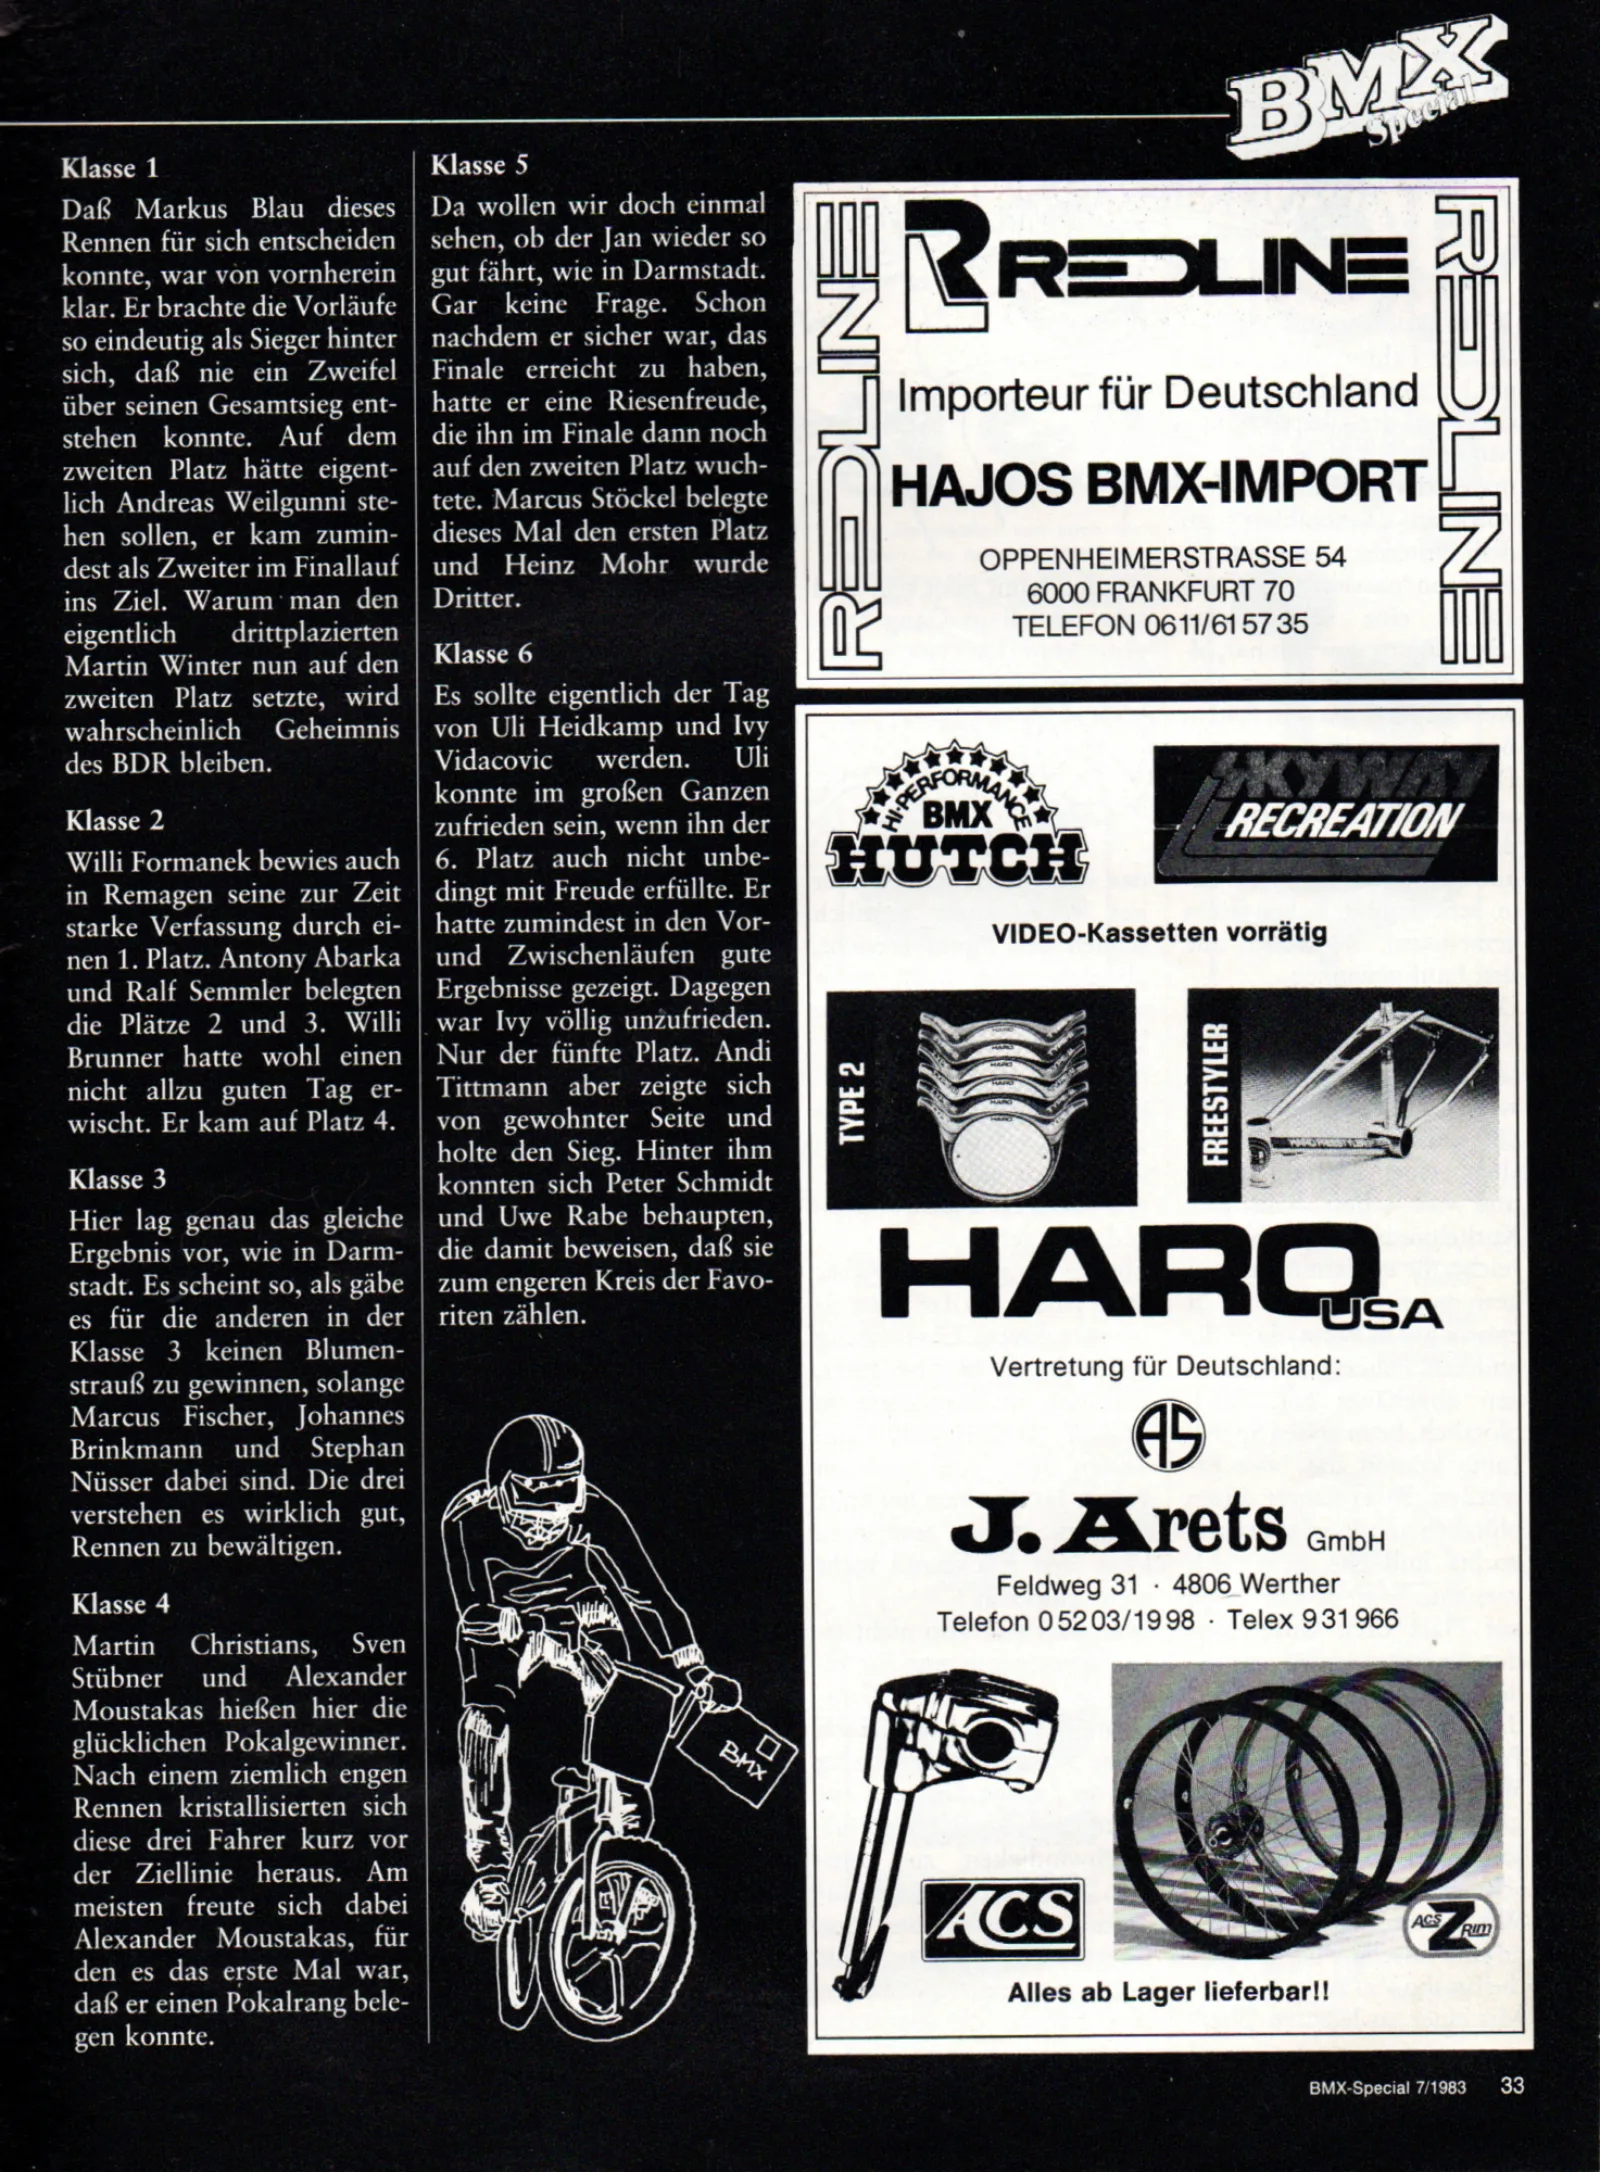 BMX
Special
Klasse 1
Daß Markus Blau dieses
Rennen für sich entscheiden
konnte, war von vornherein
klar. Er brachte die Vorläufe
so eindeutig als Sieger hinter
sich, daß nie ein Zweifel
über seinen Gesamtsieg ent-
stehen konnte. Auf dem
zweiten Platz hätte eigent-
lich Andreas Weilgunni ste-
hen sollen, er kam zumin-
dest als Zweiter im Finallauf
ins Ziel. Warum man den
eigentlich drittplazierten
Martin Winter nun auf den
zweiten Platz setzte, wird
wahrscheinlich Geheimnis
des BDR bleiben.
Klasse 2
Willi Formanek bewies auch
in Remagen seine zur Zeit
starke Verfassung durch ei-
nen 1. Platz. Antony Abarka
und Ralf Semmler belegten
die Plätze 2 und 3. Willi
Brunner hatte wohl einen
nicht allzu guten Tag er-
wischt. Er kam auf Platz 4.
Klasse 3
Hier lag genau das gleiche
Ergebnis vor, wie in Darm-
stadt. Es scheint so, als gäbe
es für die anderen in der
Klasse 3 keinen Blumen-
strauß zu gewinnen, solange
Marcus Fischer, Johannes
Brinkmann und Stephan
Nüsser dabei sind. Die drei
verstehen es wirklich gut,
Rennen zu bewältigen.
Klasse 4
Martin Christians, Sven
Stübner und Alexander
Moustakas hießen hier die
glücklichen Pokalgewinner.
Nach einem ziemlich engen
Rennen kristallisierten sich
diese drei Fahrer kurz vor
der Ziellinie heraus. Am
meisten freute sich dabei
Alexander Moustakas, für
den es das erste Mal war,
daß er einen Pokalrang bele-
gen konnte.
Klasse 5
Da wollen wir doch einmal
sehen, ob der Jan wieder so
gut fährt, wie in Darmstadt.
Gar keine Frage. Schon
nachdem er sicher war, das
Finale erreicht zu haben,
hatte er eine Riesenfreude,
die ihn im Finale dann noch
auf den zweiten Platz wuch-
tete. Marcus Stöckel belegte
dieses Mal den ersten Platz
und Heinz Mohr wurde
Dritter.
Klasse 6
Es sollte eigentlich der Tag
von Uli Heidkamp und Ivy
Vidacovic werden. Uli
konnte im großen Ganzen
zufrieden sein, wenn ihn der
6. Platz auch nicht unbe-
dingt mit Freude erfüllte. Er
hatte zumindest in den Vor-
und Zwischenläufen gute
Ergebnisse gezeigt. Dagegen
war Ivy völlig unzufrieden.
Nur der fünfte Platz. Andi
Tittmann aber zeigte sich
von gewohnter Seite und
holte den Sieg. Hinter ihm
konnten sich Peter Schmidt
und Uwe Rabe behaupten,
die damit beweisen, daß sie
zum engeren Kreis der Favo-
riten zählen.
BMX
REDLINE
REDLINE
REDLINE
Importeur für Deutschland
HAJOS BMX-IMPORT
OPPENHEIMERSTRASSE 54
6000 FRANKFURT 70
TELEFON 0611/61 57 35
HI-PERFORMANCE
BMX
HUTCH
SKYWAY
RECREATION
VIDEO-Kassetten vorrätig
TYPE 2
HARO
HARO
HARO
HARO
HARO
FREESTYLER
HARO FREESTYLER
HARO
USA
Vertretung für Deutschland:
AS
J. Arets GmbH
Feldweg 31 · 4806 Werther
Telefon 0 52 03/19 98 · Telex 9 31 966
ACS
ACS Z RIM
Alles ab Lager lieferbar!!
BMX-Special 7/1983 33